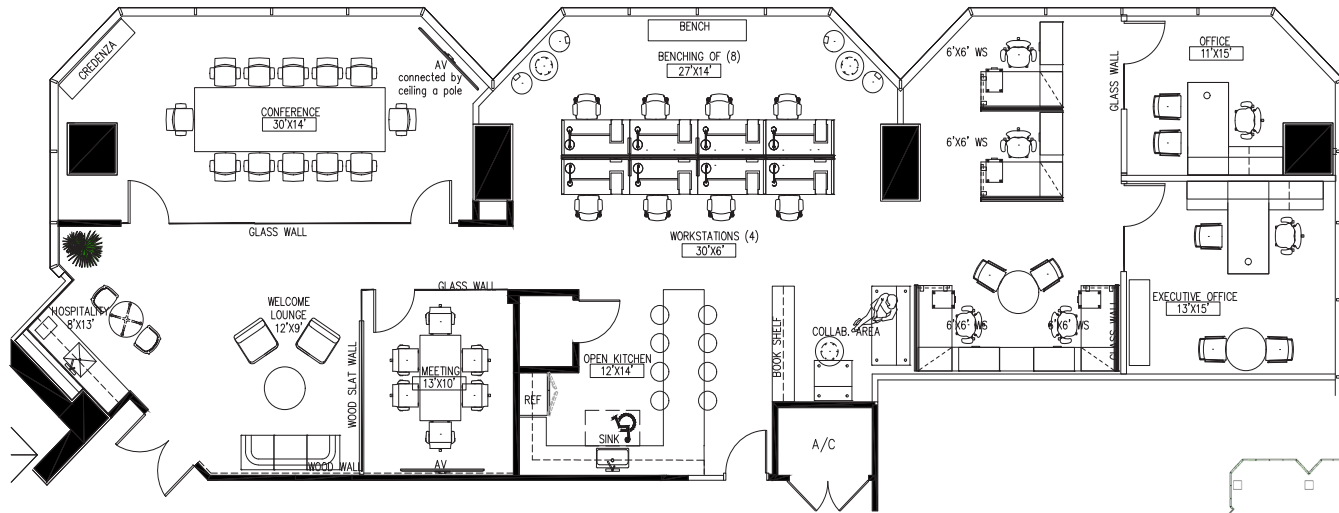 CREDENZA
AV
connected by
ceiling a pole
CONFERENCE
30'X14'
GLASS WALL
BENCH
BENCHING OF (8)
27'X14'
WORKSTATIONS (4)
30'X6'
6'X6' WS
6'X6' WS
GLASS WALL
OFFICE
11'X15'
HOSPITALITY
8'X13'
WELCOME
LOUNGE
12'X9'
WOOD SLAT WALL
WOOD WALL
GLASS WALL
MEETING
13'X10'
AV
OPEN KITCHEN
12'X14'
REF
SINK
BOOK SHELF
COLLAB. AREA
A/C
6'X6' WS
6'X6' WS
GLASS WALL
EXECUTIVE OFFICE
13'X15'